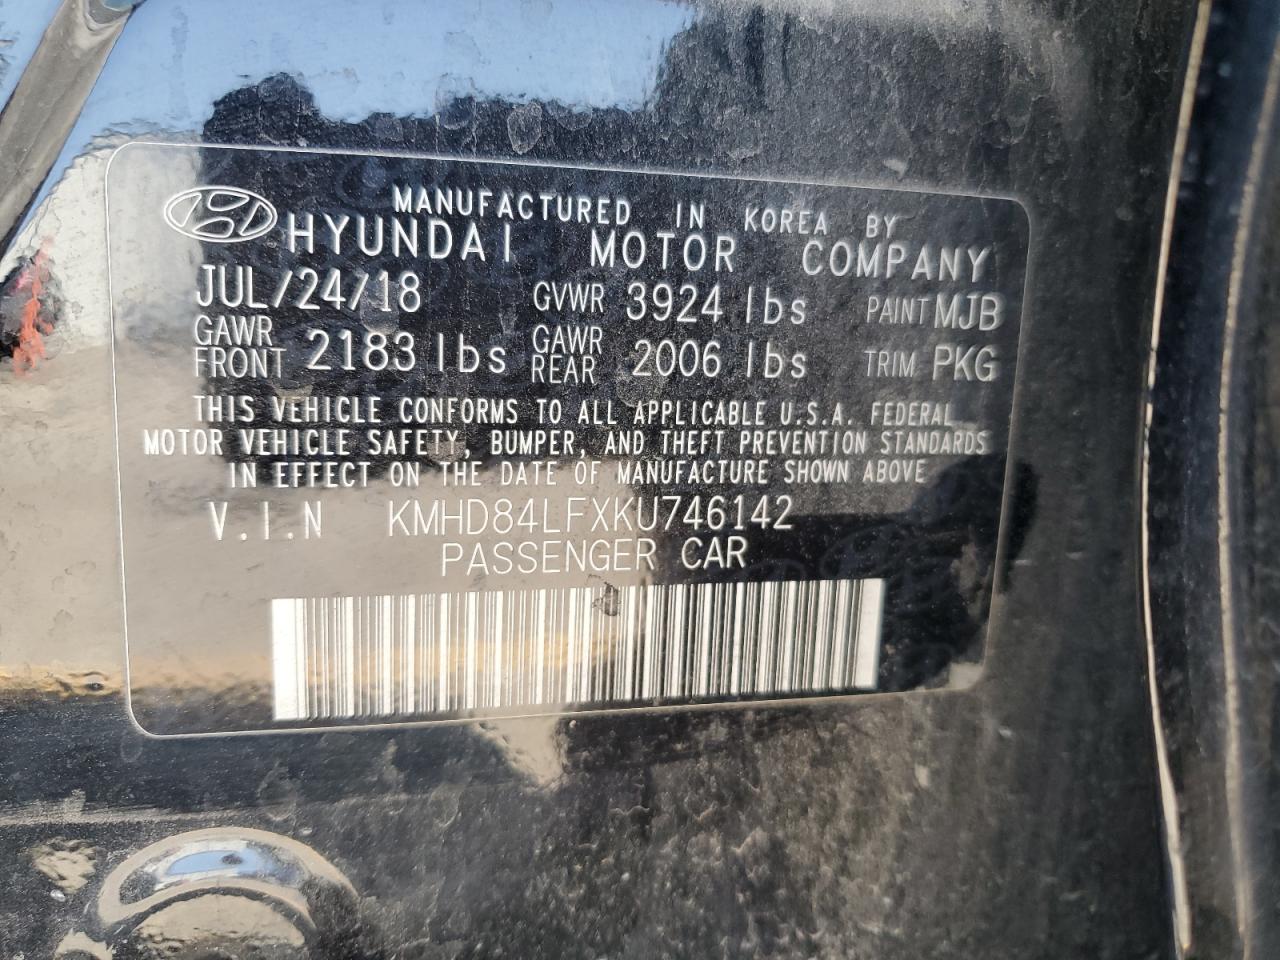 MANUFACTURED IN KOREA BY
HYUNDAI MOTOR COMPANY
JUL/24/18 GVWR 3924 lbs PAINT MJB
GAWR FRONT 2183 lbs GAWR REAR 2006 lbs TRIM PKG
THIS VEHICLE CONFORMS TO ALL APPLICABLE U.S.A. FEDERAL
MOTOR VEHICLE SAFETY, BUMPER, AND THEFT PREVENTION STANDARDS
IN EFFECT ON THE DATE OF MANUFACTURE SHOWN ABOVE
V.I.N KMHD84LFXKU746142
PASSENGER CAR